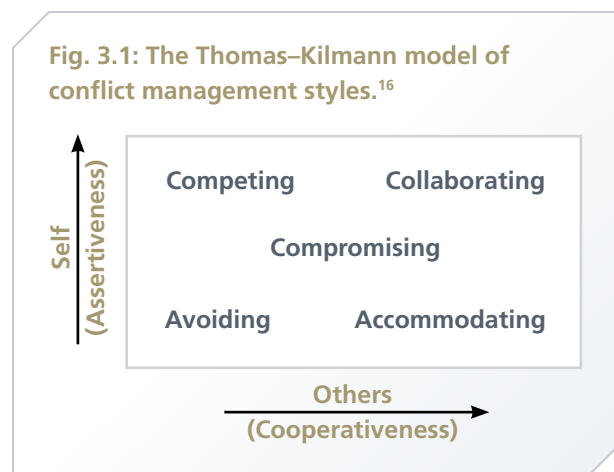 Fig. 3.1: The Thomas–Kilmann model of
conflict management styles.16
Self
(Assertiveness)
Competing Collaborating
Compromising
Avoiding Accommodating
Others
(Cooperativeness)